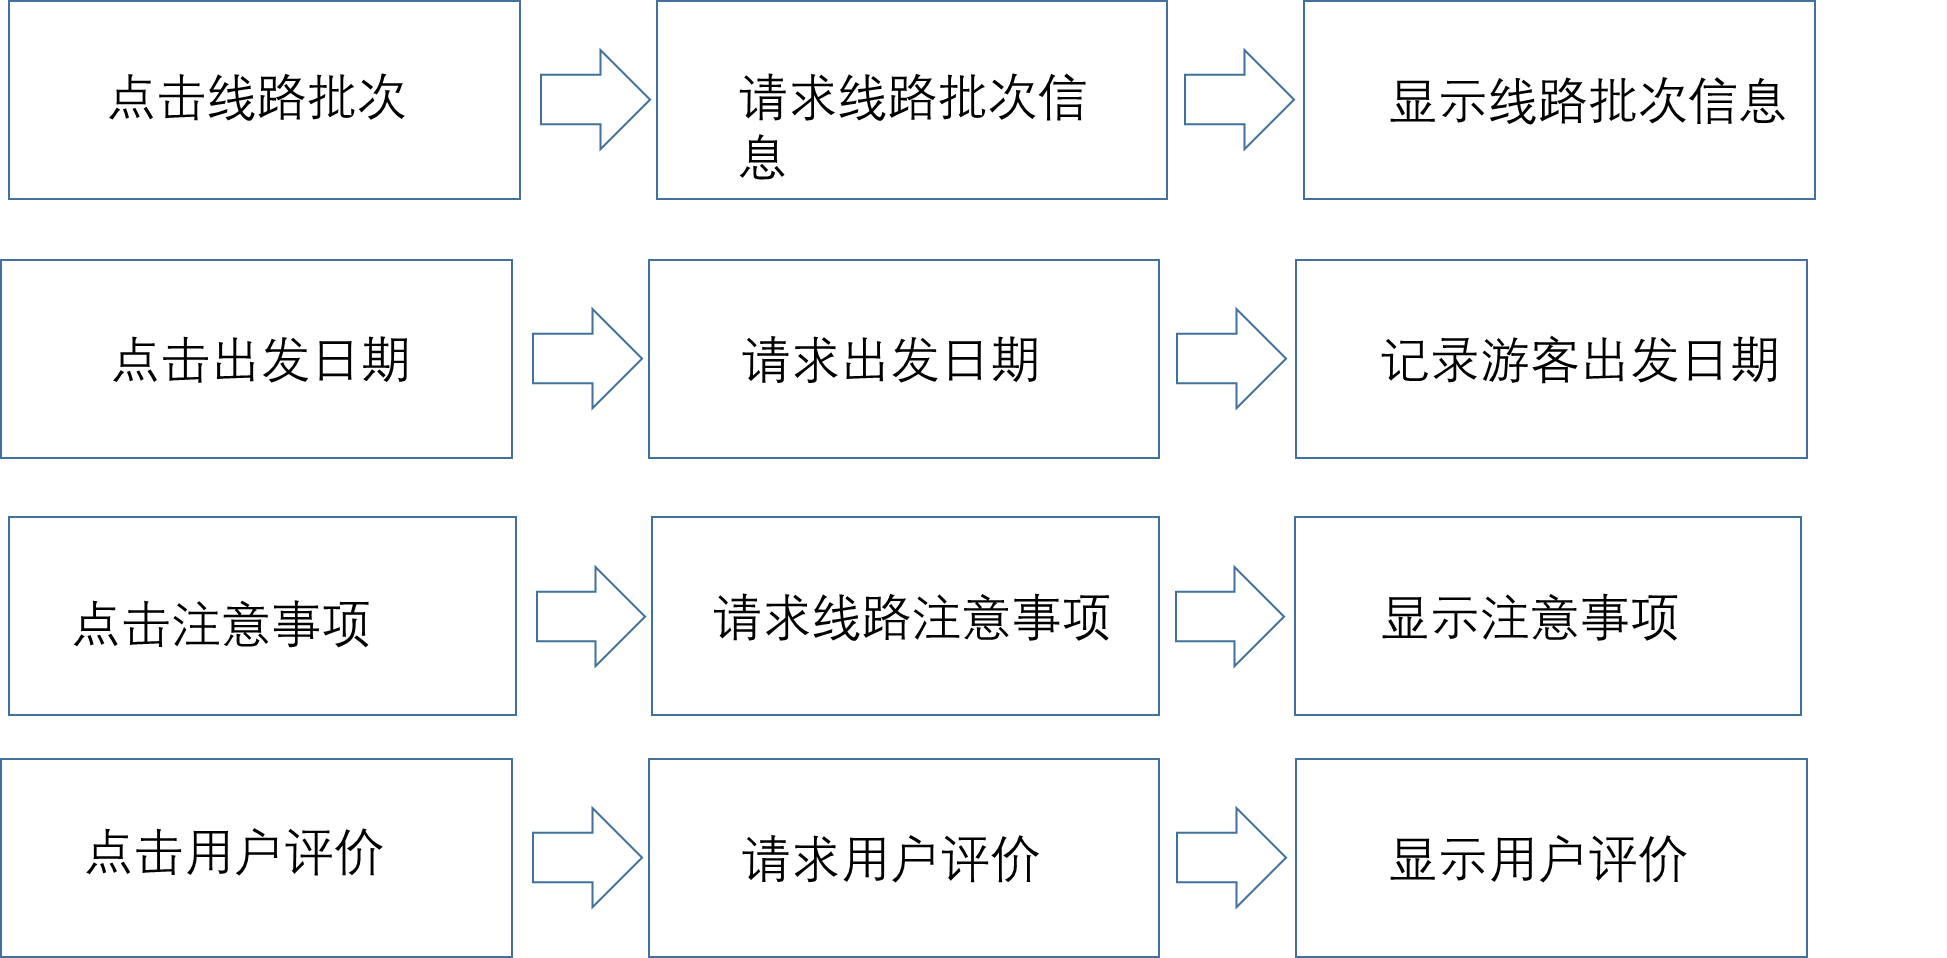 点击线路批次
请求线路批次信
息
显示线路批次信息
点击出发日期
请求出发日期
记录游客出发日期
点击注意事项
请求线路注意事项
显示注意事项
点击用户评价
请求用户评价
显示用户评价